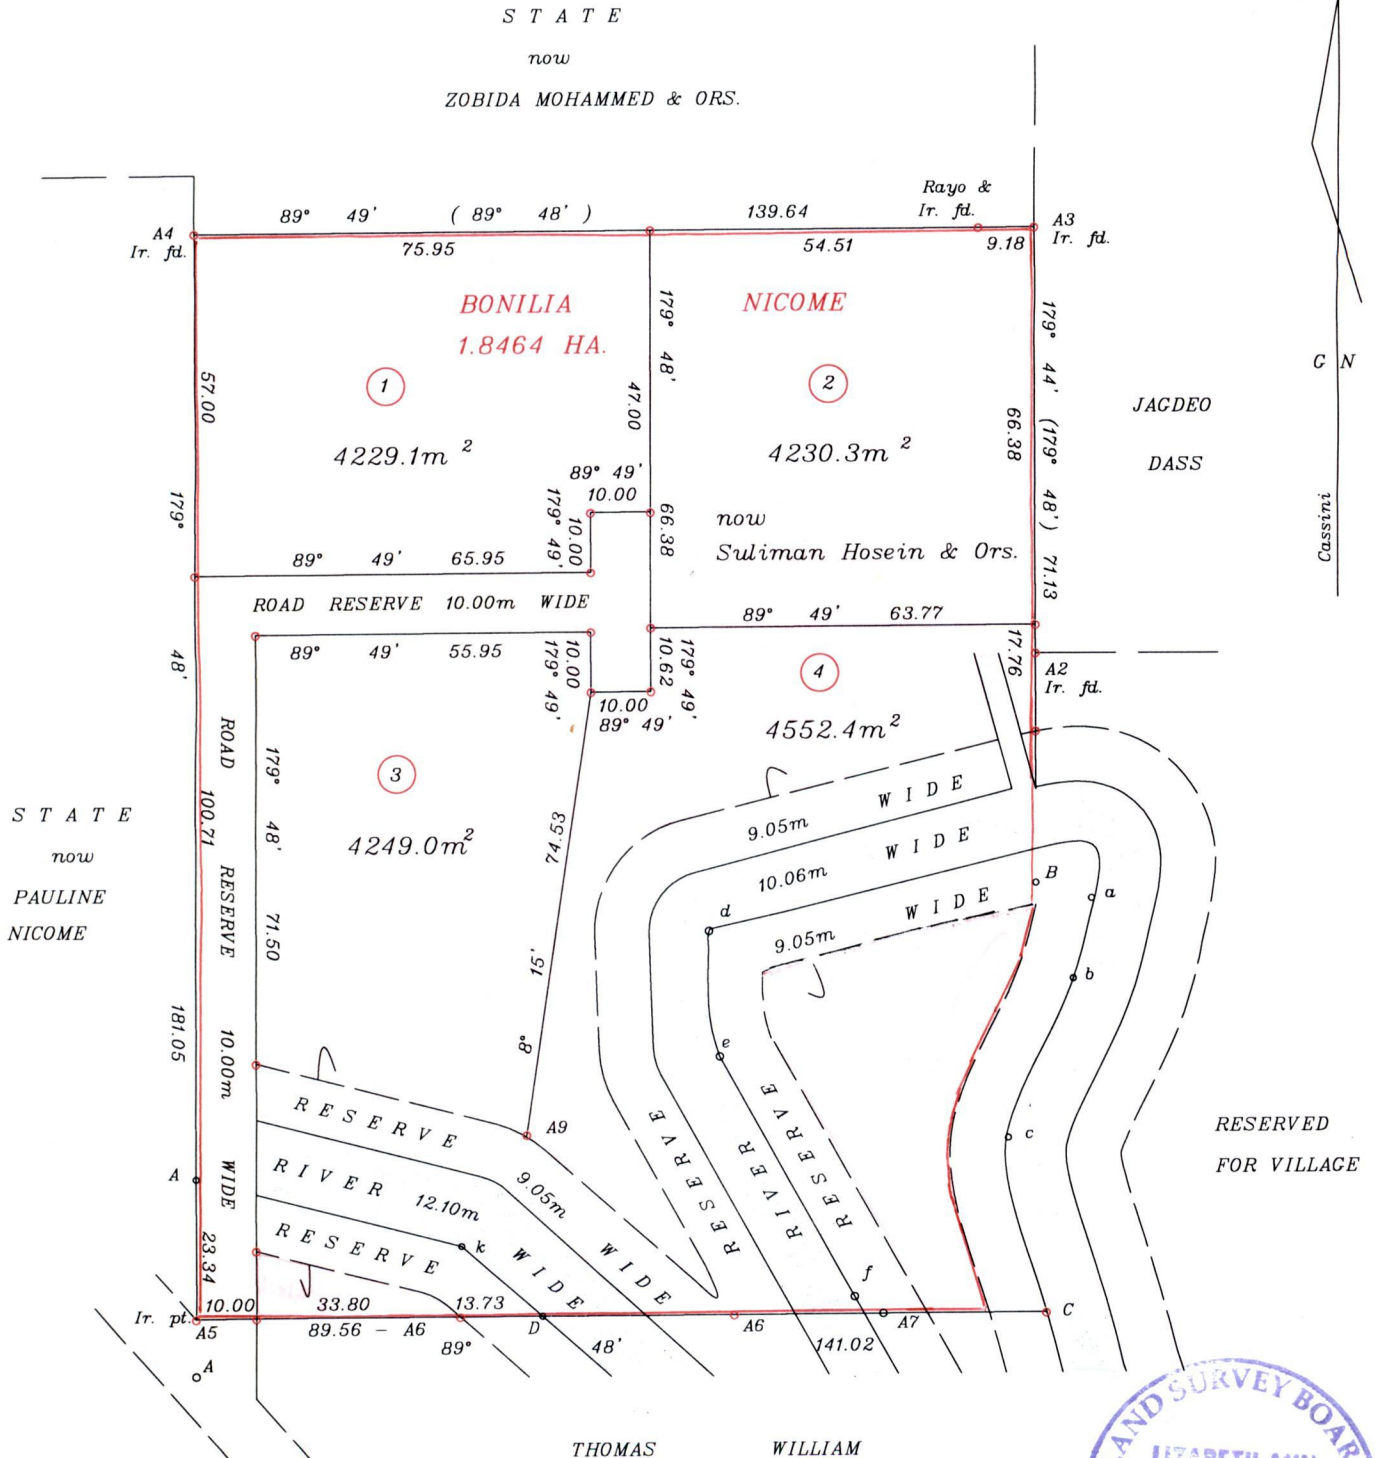 S T A T E
now
ZOBIDA MOHAMMED & ORS.
Rayo &
Ir. fd.
A4
Ir. fd.
89° 49' ( 89° 48' )
139.64
A3
Ir. fd.
75.95
54.51
9.18
BONILIA NICOME
1.8464 HA.
179° 48'
179° 44' (179° 48') 71.13
G N
Cassini
1
2
57.00
47.00
66.38
JAGDEO
DASS
4229.1m 2
4230.3m 2
89° 49'
10.00
179° 49'
10.00
66.38
now
Suliman Hosein & Ors.
179° 48' 181.05
89° 49' 65.95
ROAD RESERVE 10.00m WIDE
89° 49' 63.77
89° 49' 55.95
179° 49'
10.00
10.62
179° 49'
17.76
A2
Ir. fd.
4
10.00
89° 49'
4552.4m2
3
ROAD RESERVE 10.00m WIDE
179° 48' 71.50
100.71
4249.0m2
S T A T E
now
PAULINE
NICOME
74.53
15'
8°
9.05m W I D E
10.06m W I D E
9.05m W I D E
B
a
d
b
e
c
A9
R E S E R V E
R I V E R 12.10m
R E S E R V E
9.05m W I D E
W I D E
k
R E S E R V E
R I V E R
R E S E R V E
RESERVED
FOR VILLAGE
A
23.34
f
Ir. pt.
A5
10.00
33.80
13.73
89.56 - A6
D
A6
A7
C
89° 48' 141.02
A
THOMAS WILLIAM
LAND SURVEY BOAR